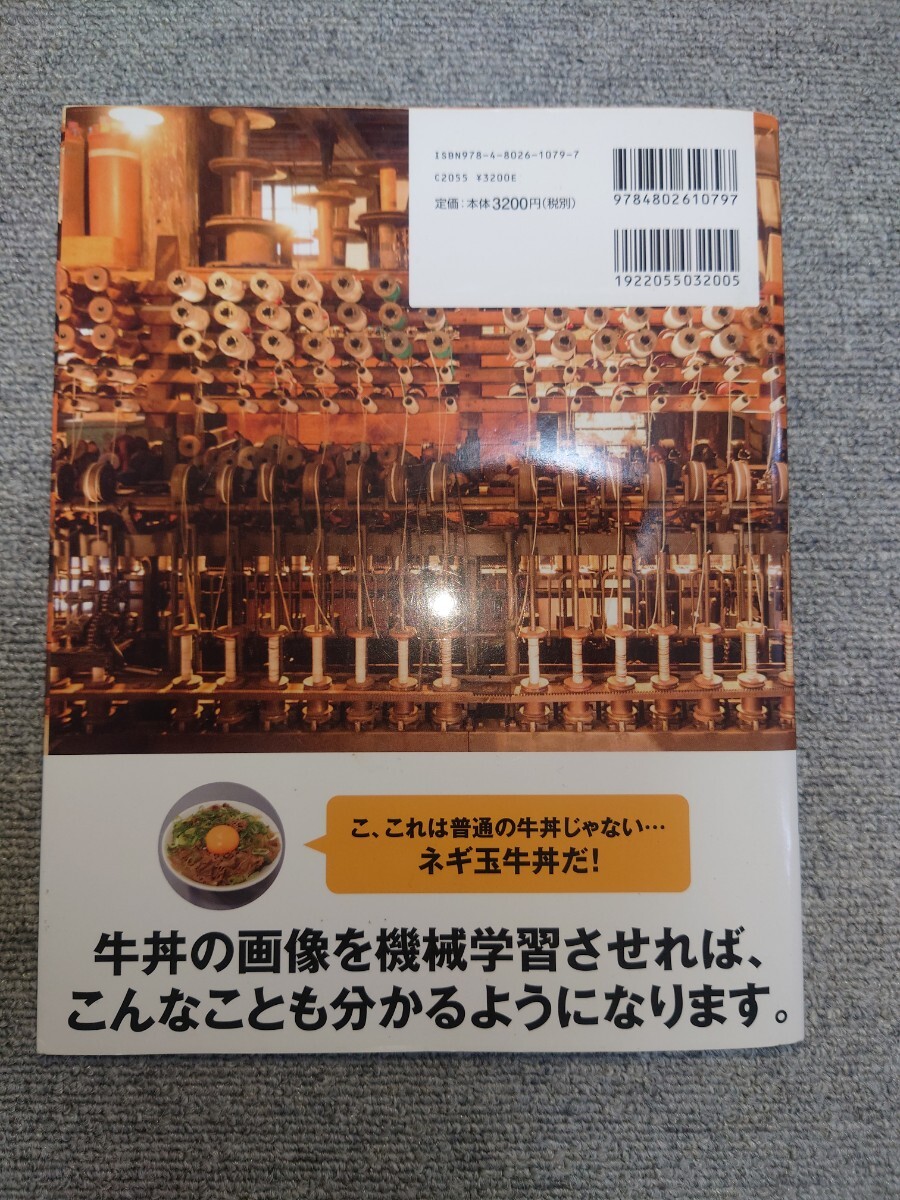 ISBN978-4-8026-1079-7
C2055 ¥3200E
定価:本体3200円(税別)
9784802610797
1922055032005
こ、これは普通の牛丼じゃない…
ネギ玉牛丼だ!
牛丼の画像を機械学習させれば、
こんなことも分かるようになります。